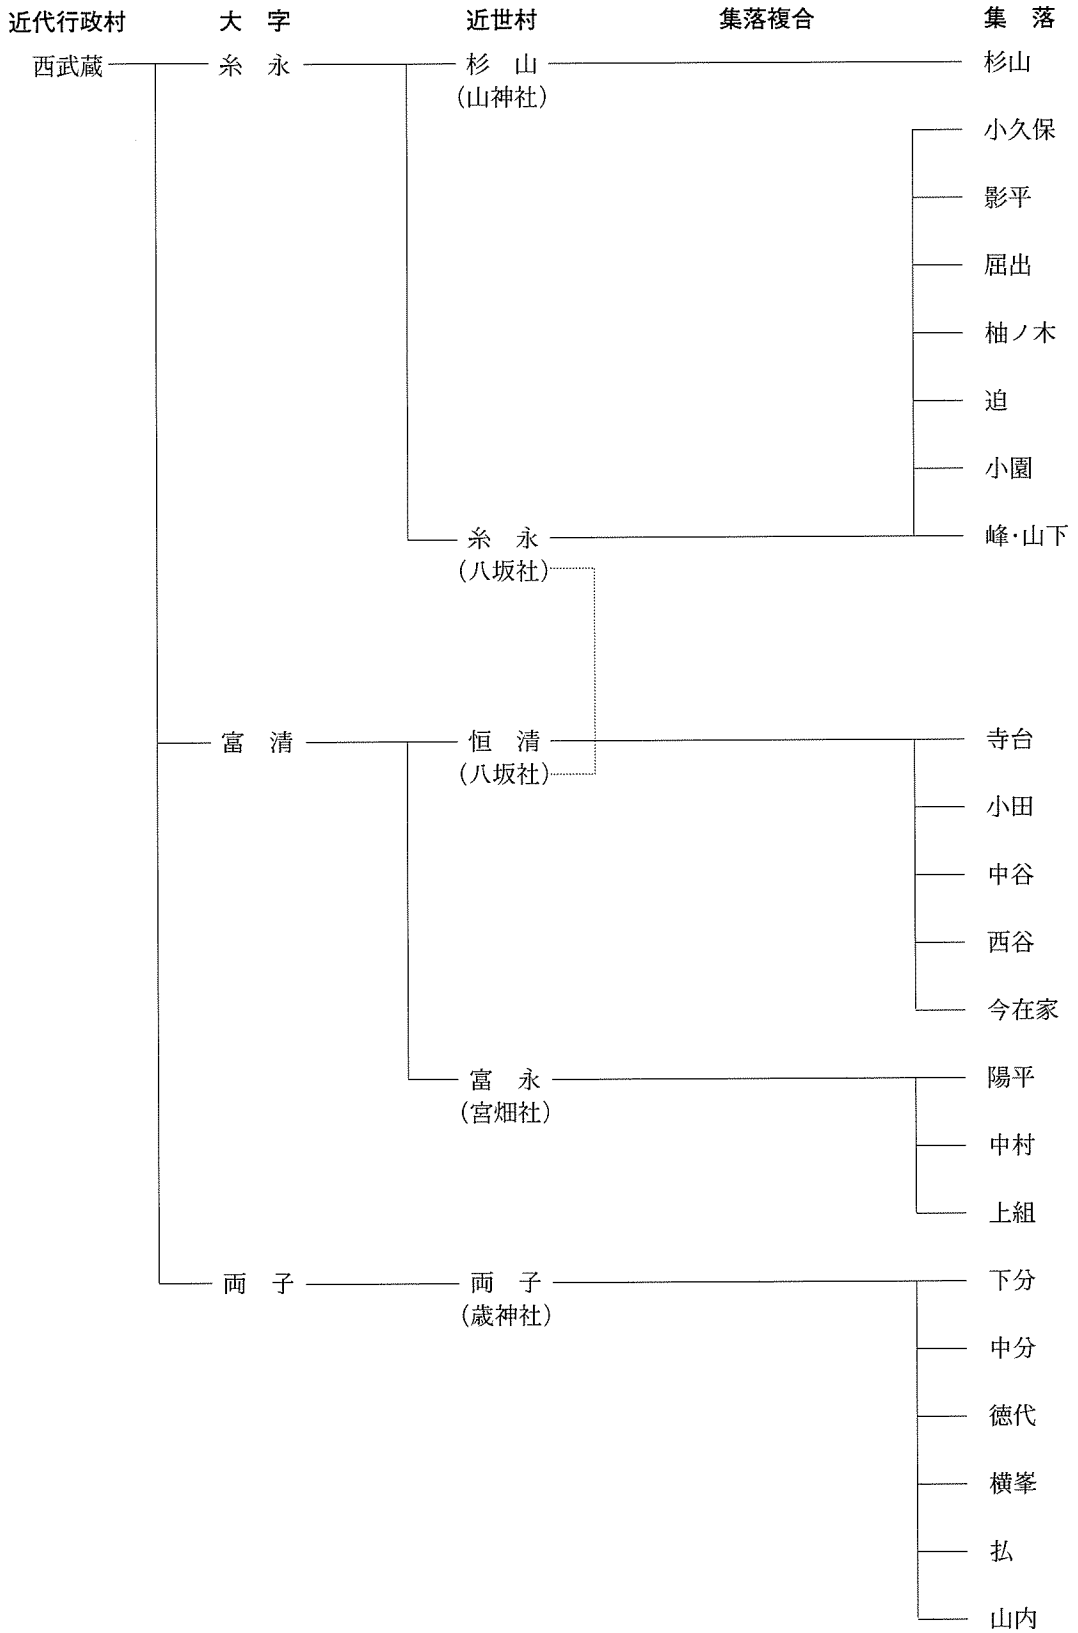 近代行政村 大字 近世村 集落複合 集落
西武蔵 糸永 杉山 杉山
(山神社)
小久保
影平
屈出
柚ノ木
迫
小園
糸永 峰・山下
(八坂社)
富清 恒清 寺台
(八坂社)
小田
中谷
西谷
今在家
富永 陽平
(宮畑社)
中村
上組
両子 両子 下分
(歳神社)
中分
徳代
横峯
払
山内